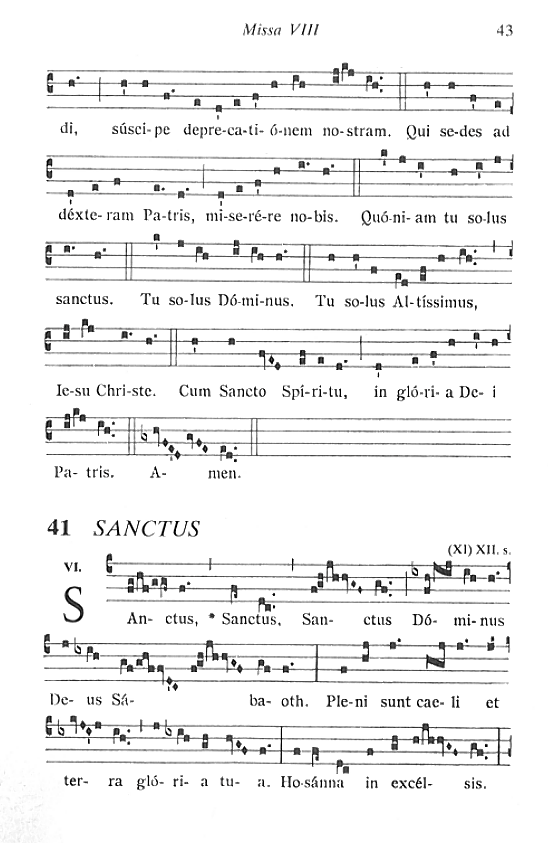 Missa VIII 43
di, súsci-pe depre-ca-ti- ó-nem no-stram. Qui se-des ad
déxte-ram Pa-tris, mi-se-ré-re no-bis. Quó-ni- am tu so-lus
sanctus. Tu so-lus Dó-mi-nus. Tu so-lus Al-tíssimus,
Ie-su Chri-ste. Cum Sancto Spí-ri-tu, in gló-ri- a De- i
Pa- tris. A- men.
41 SANCTUS
(XI) XII. s.
VI.
S An- ctus, * Sanctus, San- ctus Dó- mi-nus
De- us Sá- ba- oth. Ple-ni sunt cae- li et
ter- ra gló- ri- a tu- a. Ho-sánna in excél- sis.